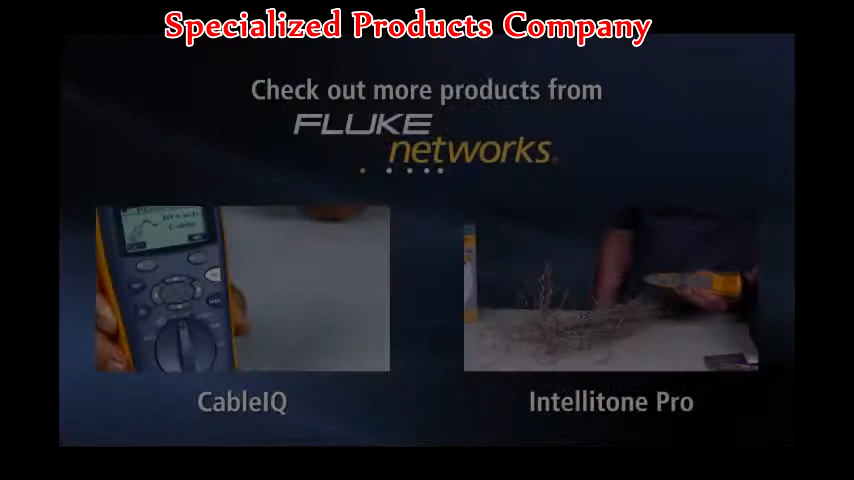 Specialized Products Company
Check out more products from
FLUKE
networks®
CableIQ
Intellitone Pro